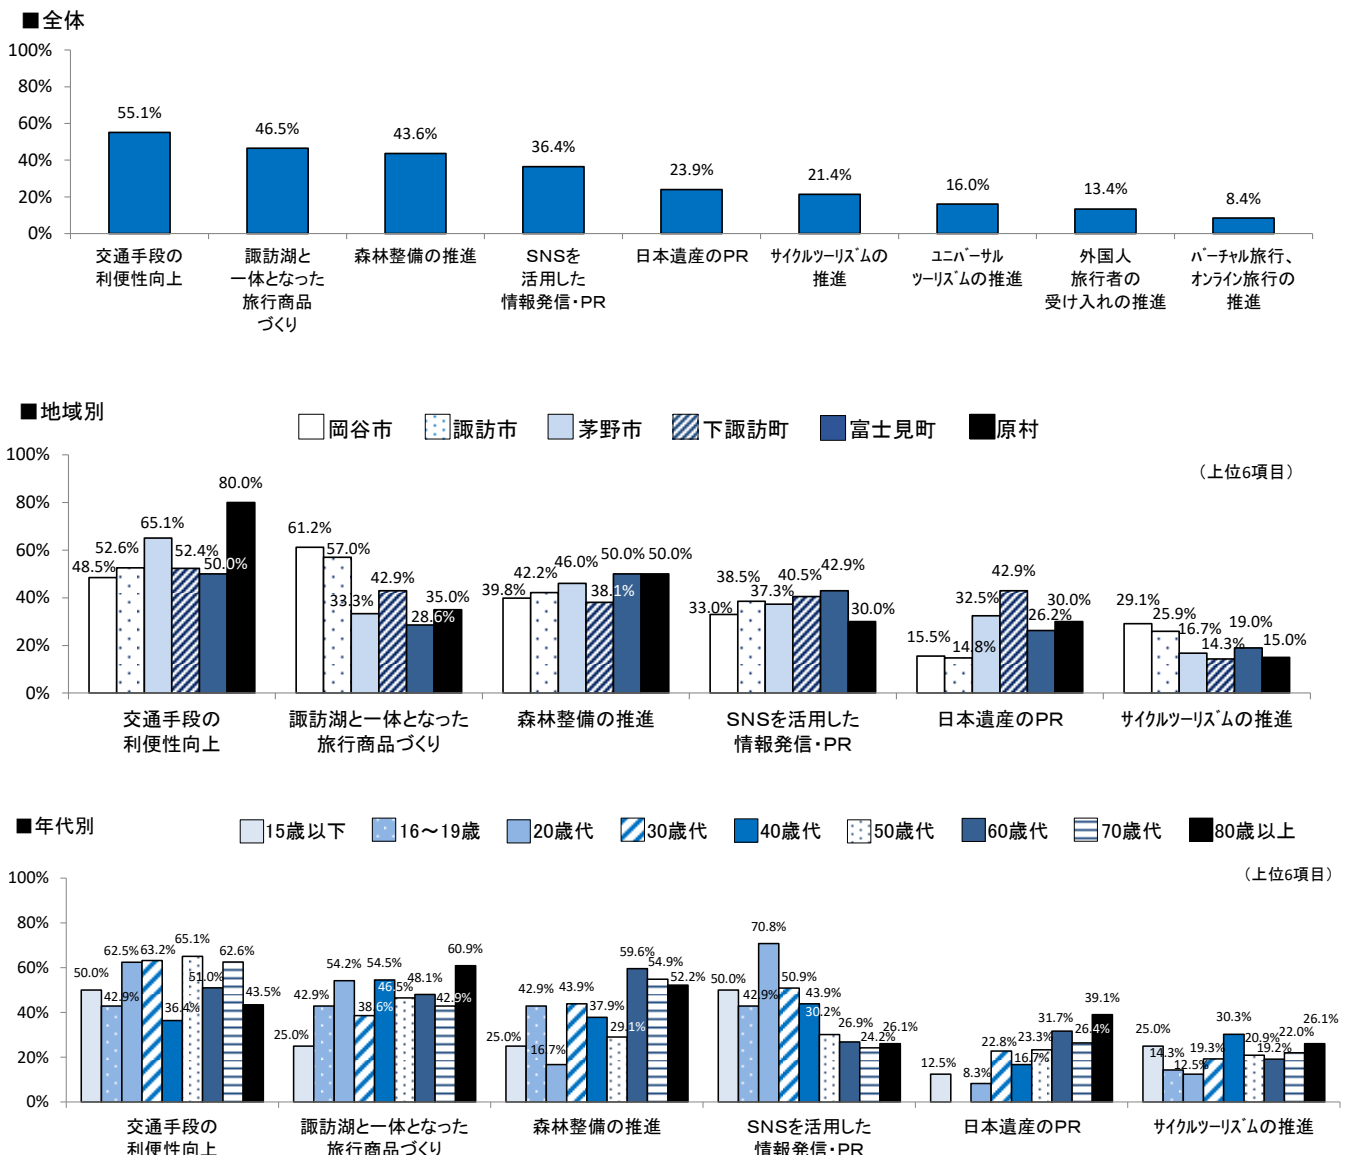 ■全体
100%
80%
60%
40%
20%
0%
55.1%
46.5%
43.6%
36.4%
23.9%
21.4%
16.0%
13.4%
8.4%
交通手段の
利便性向上
諏訪湖と
一体となった
旅行商品
づくり
森林整備の推進
SNSを
活用した
情報発信・PR
日本遺産のPR
サイクルツーリズムの
推進
ユニバーサル
ツーリズムの推進
外国人
旅行者の
受け入れの推進
バーチャル旅行、
オンライン旅行の
推進
■地域別
岡谷市 諏訪市 茅野市 下諏訪町 富士見町 原村
(上位6項目)
100%
80%
60%
40%
20%
0%
48.5% 52.6% 65.1% 52.4% 50.0% 80.0%
61.2% 57.0% 33.3% 42.9% 28.6% 35.0%
39.8% 42.2% 46.0% 38.1% 50.0% 50.0%
33.0% 38.5% 37.3% 40.5% 42.9% 30.0%
15.5% 14.8% 32.5% 42.9% 26.2% 30.0%
29.1% 25.9% 16.7% 14.3% 19.0% 15.0%
交通手段の
利便性向上
諏訪湖と一体となった
旅行商品づくり
森林整備の推進
SNSを活用した
情報発信・PR
日本遺産のPR
サイクルツーリズムの推進
■年代別
15歳以下 16～19歳 20歳代 30歳代 40歳代 50歳代 60歳代 70歳代 80歳以上
(上位6項目)
100%
80%
60%
40%
20%
0%
50.0% 42.9% 62.5% 63.2% 36.4% 65.1% 51.0% 62.6% 43.5%
25.0% 42.9% 54.2% 38.6% 54.5% 46.5% 48.1% 42.9% 60.9%
25.0% 42.9% 16.7% 43.9% 37.9% 29.1% 59.6% 54.9% 52.2%
50.0% 42.9% 70.8% 50.9% 43.9% 30.2% 26.9% 24.2% 26.1%
12.5% 8.3% 22.8% 16.7% 23.3% 31.7% 26.4% 39.1%
25.0% 14.3% 12.5% 19.3% 30.3% 20.9% 19.2% 22.0% 26.1%
交通手段の
利便性向上
諏訪湖と一体となった
旅行商品づくり
森林整備の推進
SNSを活用した
情報発信・PR
日本遺産のPR
サイクルツーリズムの推進